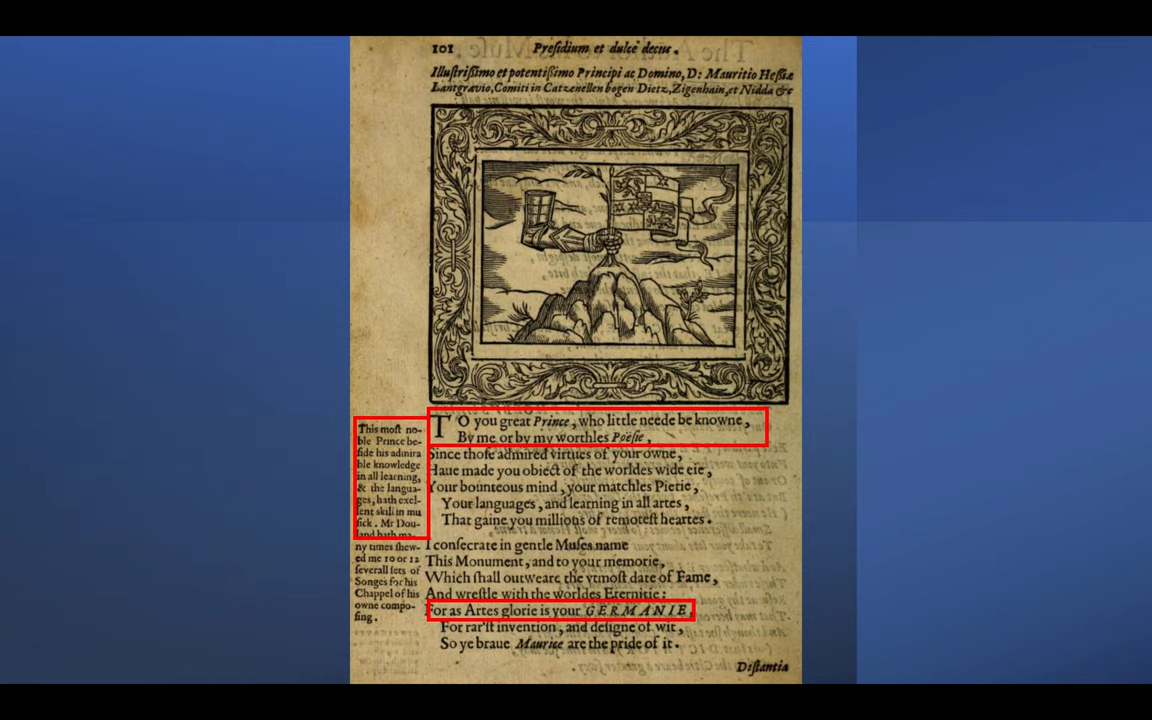 101 Præsidium et dulce decus.
Illustrißimo et potentißimo Principi ac Domino, D: Mauritio Heßiæ
Lantgravio, Comiti in Catzenellen bogen Dietz, Zigenhain, et Nidda &c
TO you great Prince, who little neede be knowne,
By me or by my worthles Poësie,
Since those admired virtues of your owne,
Haue made you obiect of the worldes wide eie,
Your bounteous mind, your matchles Pietie,
Your languages, and learning in all artes,
That gaine you millions of remotest heartes.
I consecrate in gentle Muses name
This Monument, and to your memorie,
Which shall outweare the vtmost date of Fame,
And wrestle with the worldes Eternitie:
For as Artes glorie is your GERMANIE,
For rar'st invention, and designe of wit,
So ye braue Maurice are the pride of it.
Distantia
This most no-
ble Prince be-
side his admira
ble knowledge
in all learning,
& the langua-
ges, hath exel-
lent skill in mu
sick. Mr Dou-
land hath ma-
ny times shew-
ed me 10 or 12
severall sets of
Songes for his
Chappel of his
owne compo-
sing.